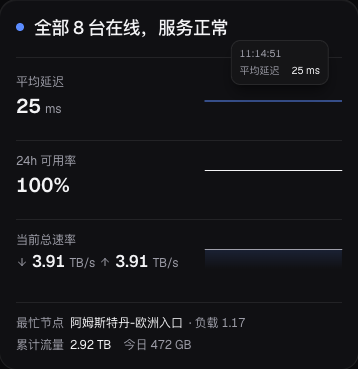 全部 8 台在线，服务正常
11:14:51
平均延迟 25 ms
平均延迟
25 ms
24h 可用率
100%
当前总速率
↓ 3.91 TB/s ↑ 3.91 TB/s
最忙节点 阿姆斯特丹-欧洲入口 · 负载 1.17
累计流量 2.92 TB 今日 472 GB